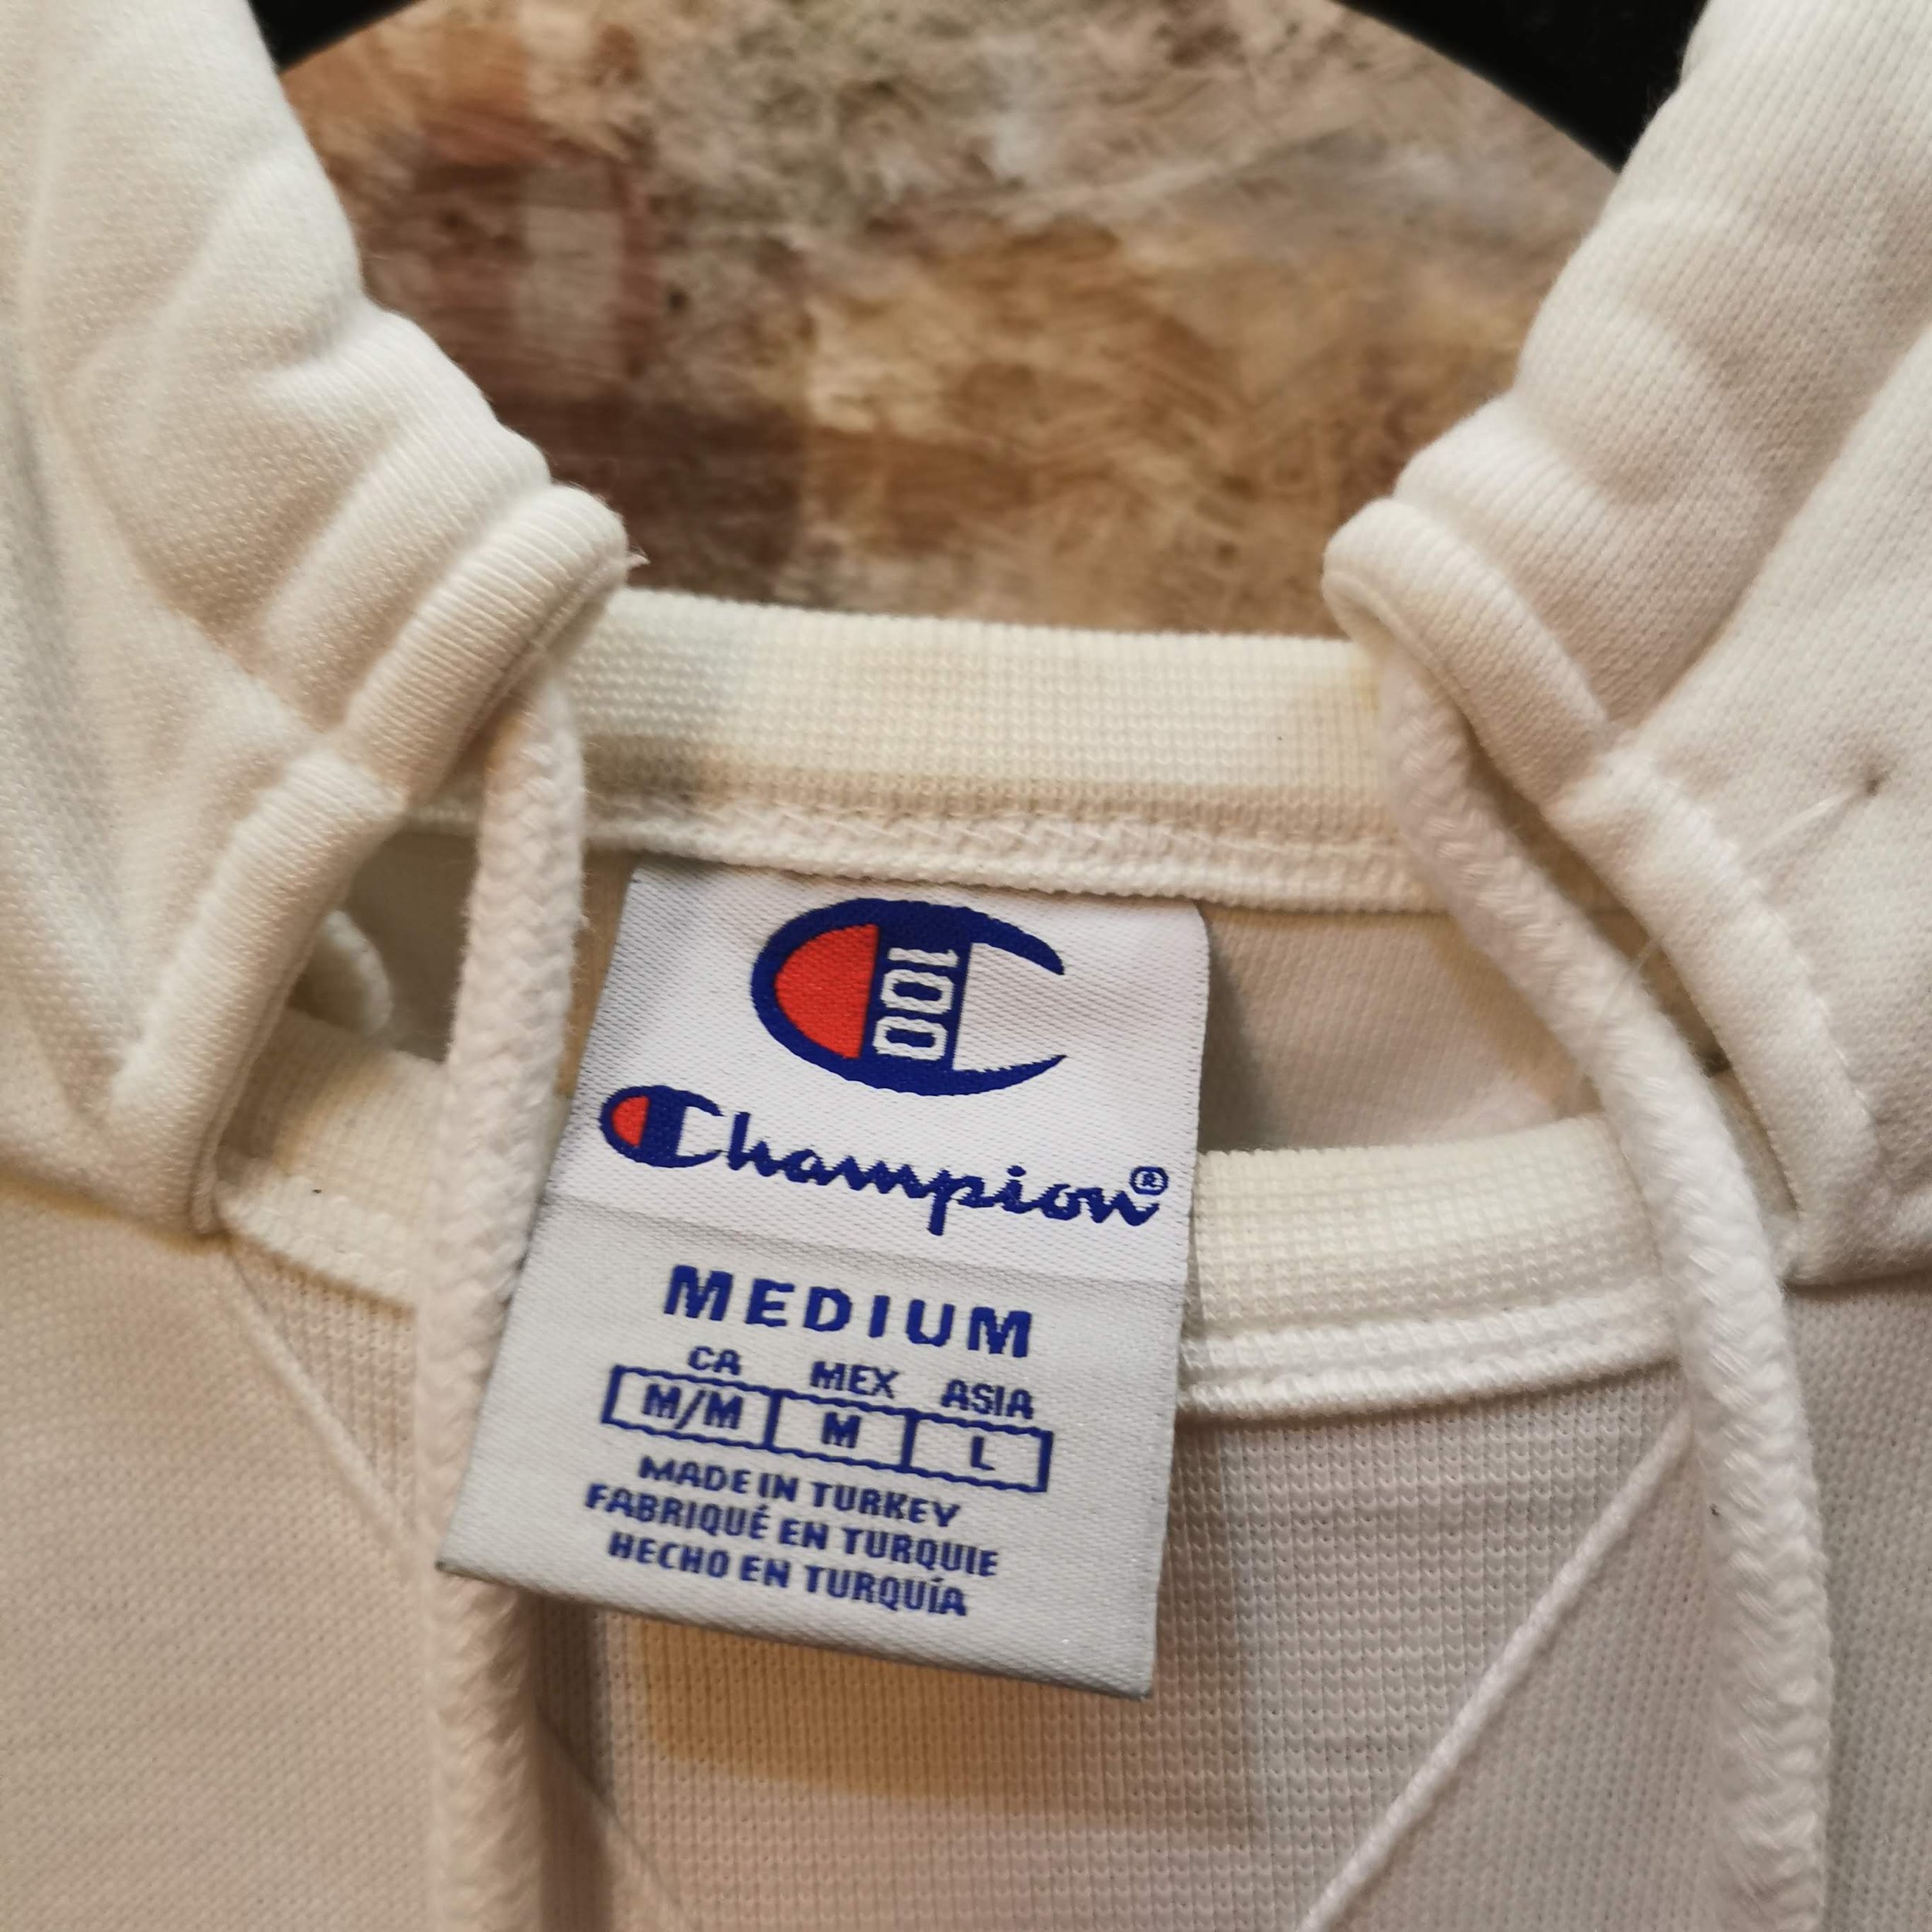 100
Champion®
MEDIUM
CA MEX ASIA
M/M M L
MADE IN TURKEY
FABRIQUÉ EN TURQUIE
HECHO EN TURQUÍA